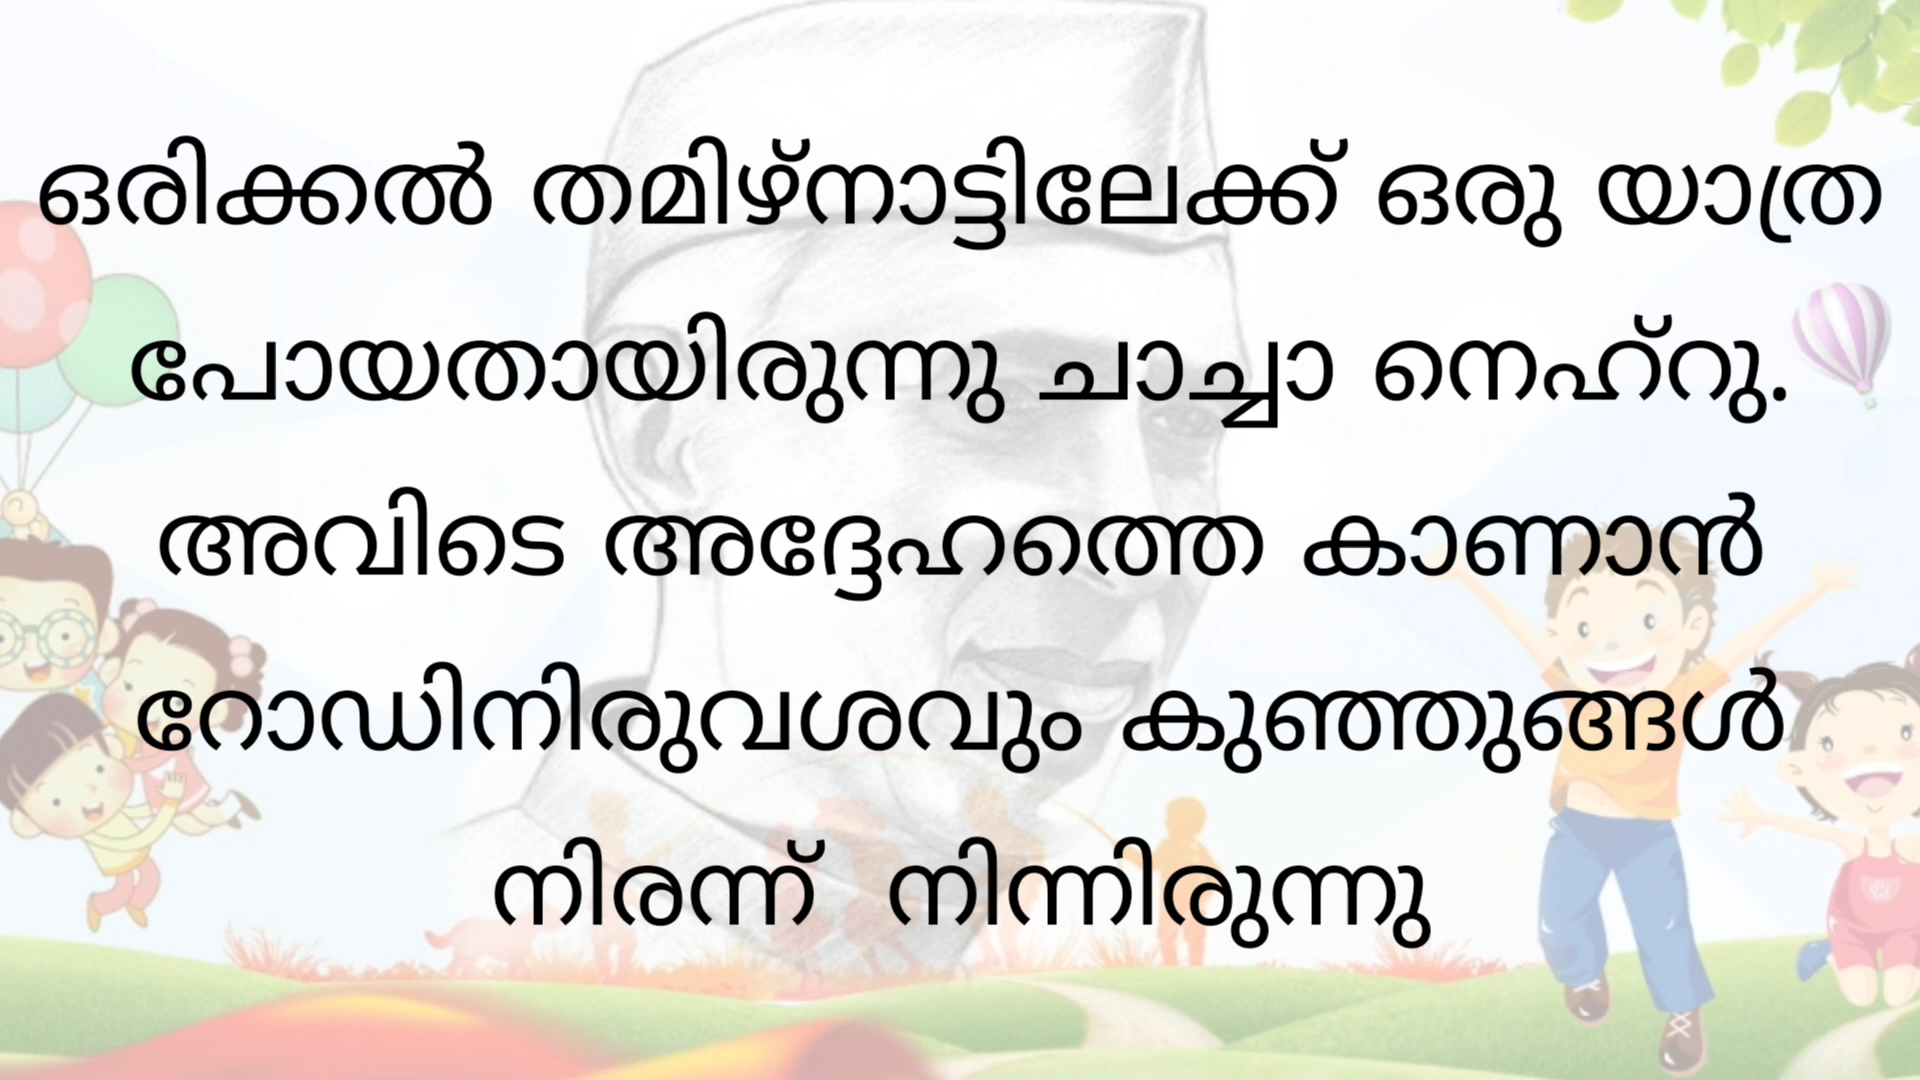 ഒരിക്കൽ തമിഴ്നാട്ടിലേക്ക് ഒരു യാത്ര
പോയതായിരുന്നു ചാച്ചാ നെഹ്റു.
അവിടെ അദ്ദേഹത്തെ കാണാൻ
റോഡിനിരുവശവും കുഞ്ഞുങ്ങൾ
നിരന്ന് നിന്നിരുന്നു